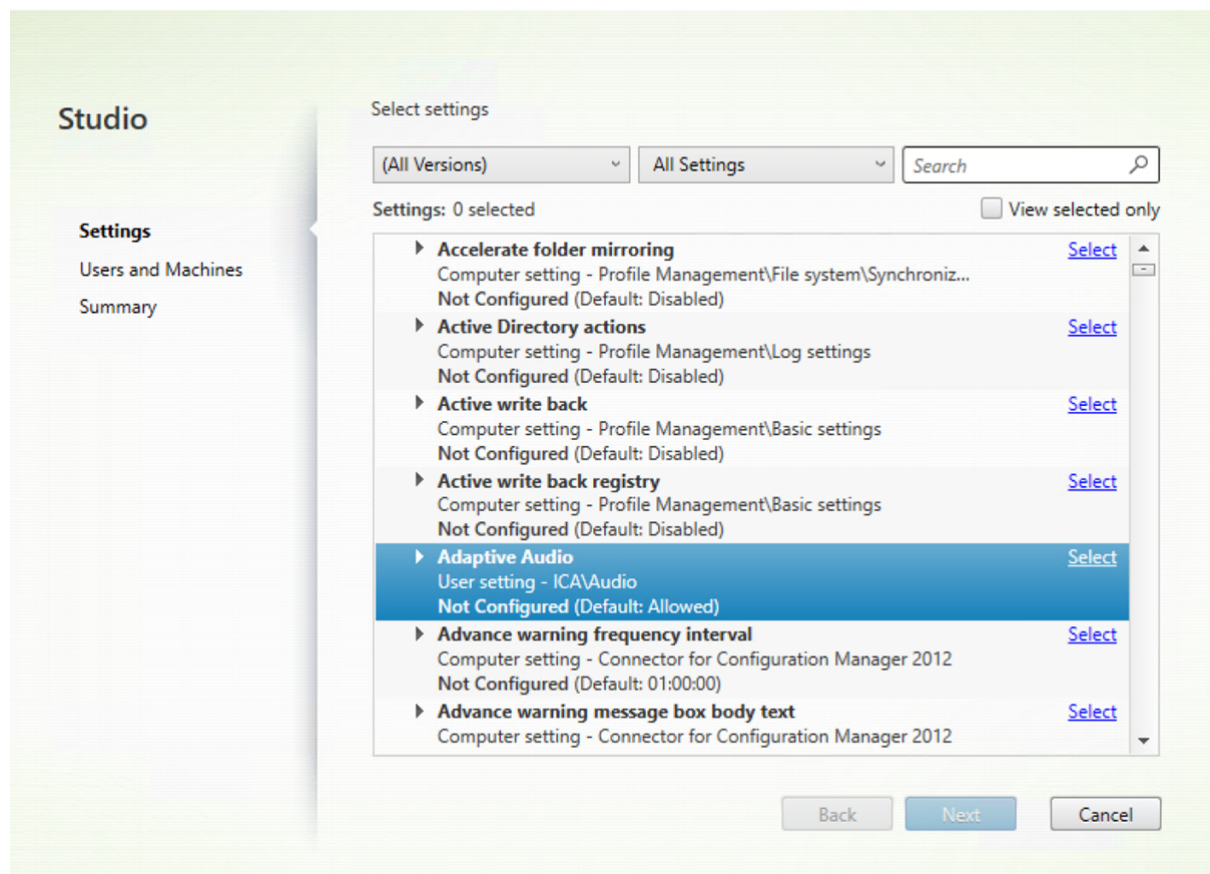 Studio
Settings
Users and Machines
Summary
Select settings
(All Versions)
All Settings
Search
Settings: 0 selected
View selected only
Accelerate folder mirroring
Select
Computer setting - Profile Management\File system\Synchroniz...
Not Configured (Default: Disabled)
Active Directory actions
Select
Computer setting - Profile Management\Log settings
Not Configured (Default: Disabled)
Active write back
Select
Computer setting - Profile Management\Basic settings
Not Configured (Default: Disabled)
Active write back registry
Select
Computer setting - Profile Management\Basic settings
Not Configured (Default: Disabled)
Adaptive Audio
Select
User setting - ICA\Audio
Not Configured (Default: Allowed)
Advance warning frequency interval
Select
Computer setting - Connector for Configuration Manager 2012
Not Configured (Default: 01:00:00)
Advance warning message box body text
Select
Computer setting - Connector for Configuration Manager 2012
Back
Next
Cancel